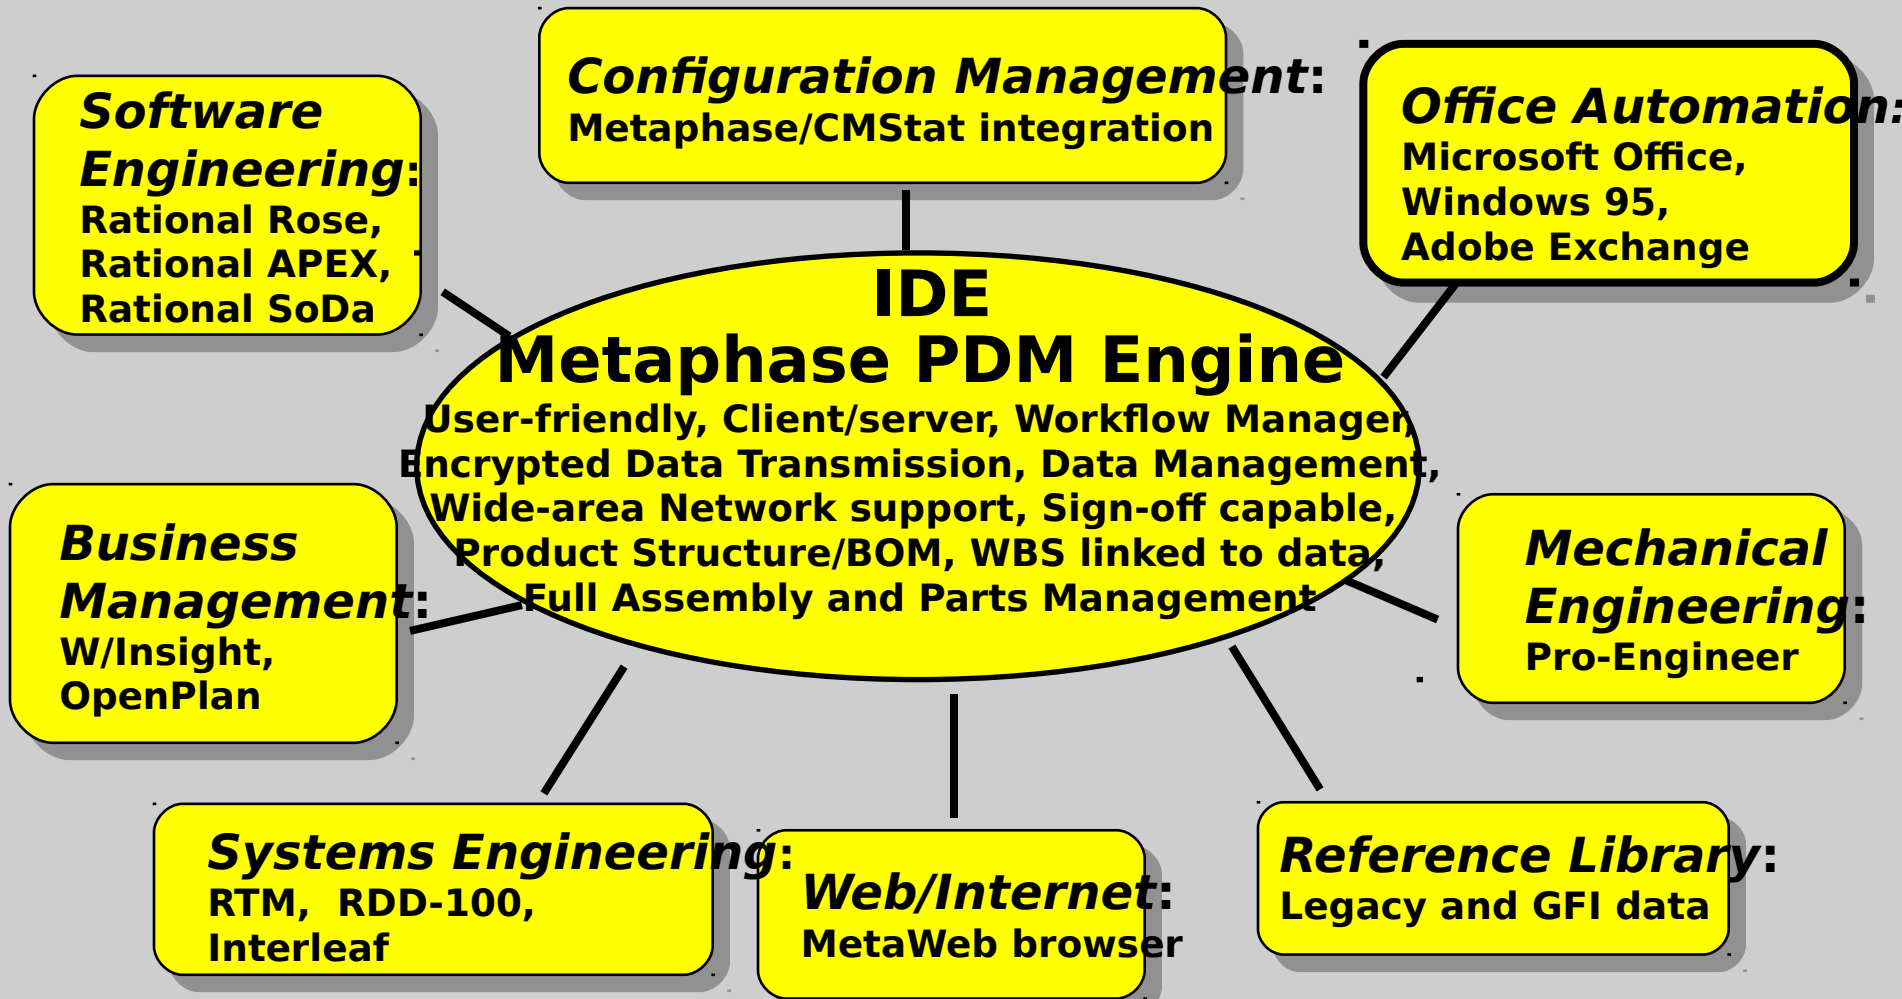 Configuration Management:
Metaphase/CMStat integration
Software
Engineering:
Rational Rose,
Rational APEX,
Rational SoDa
Office Automation:
Microsoft Office,
Windows 95,
Adobe Exchange
IDE
Metaphase PDM Engine
User-friendly, Client/server, Workflow Manager,
Encrypted Data Transmission, Data Management,
Wide-area Network support, Sign-off capable,
Product Structure/BOM, WBS linked to data,
Full Assembly and Parts Management
Business
Management:
W/Insight,
OpenPlan
Mechanical
Engineering:
Pro-Engineer
Systems Engineering:
RTM,  RDD-100,
Interleaf
Web/Internet:
MetaWeb browser
Reference Library:
Legacy and GFI data